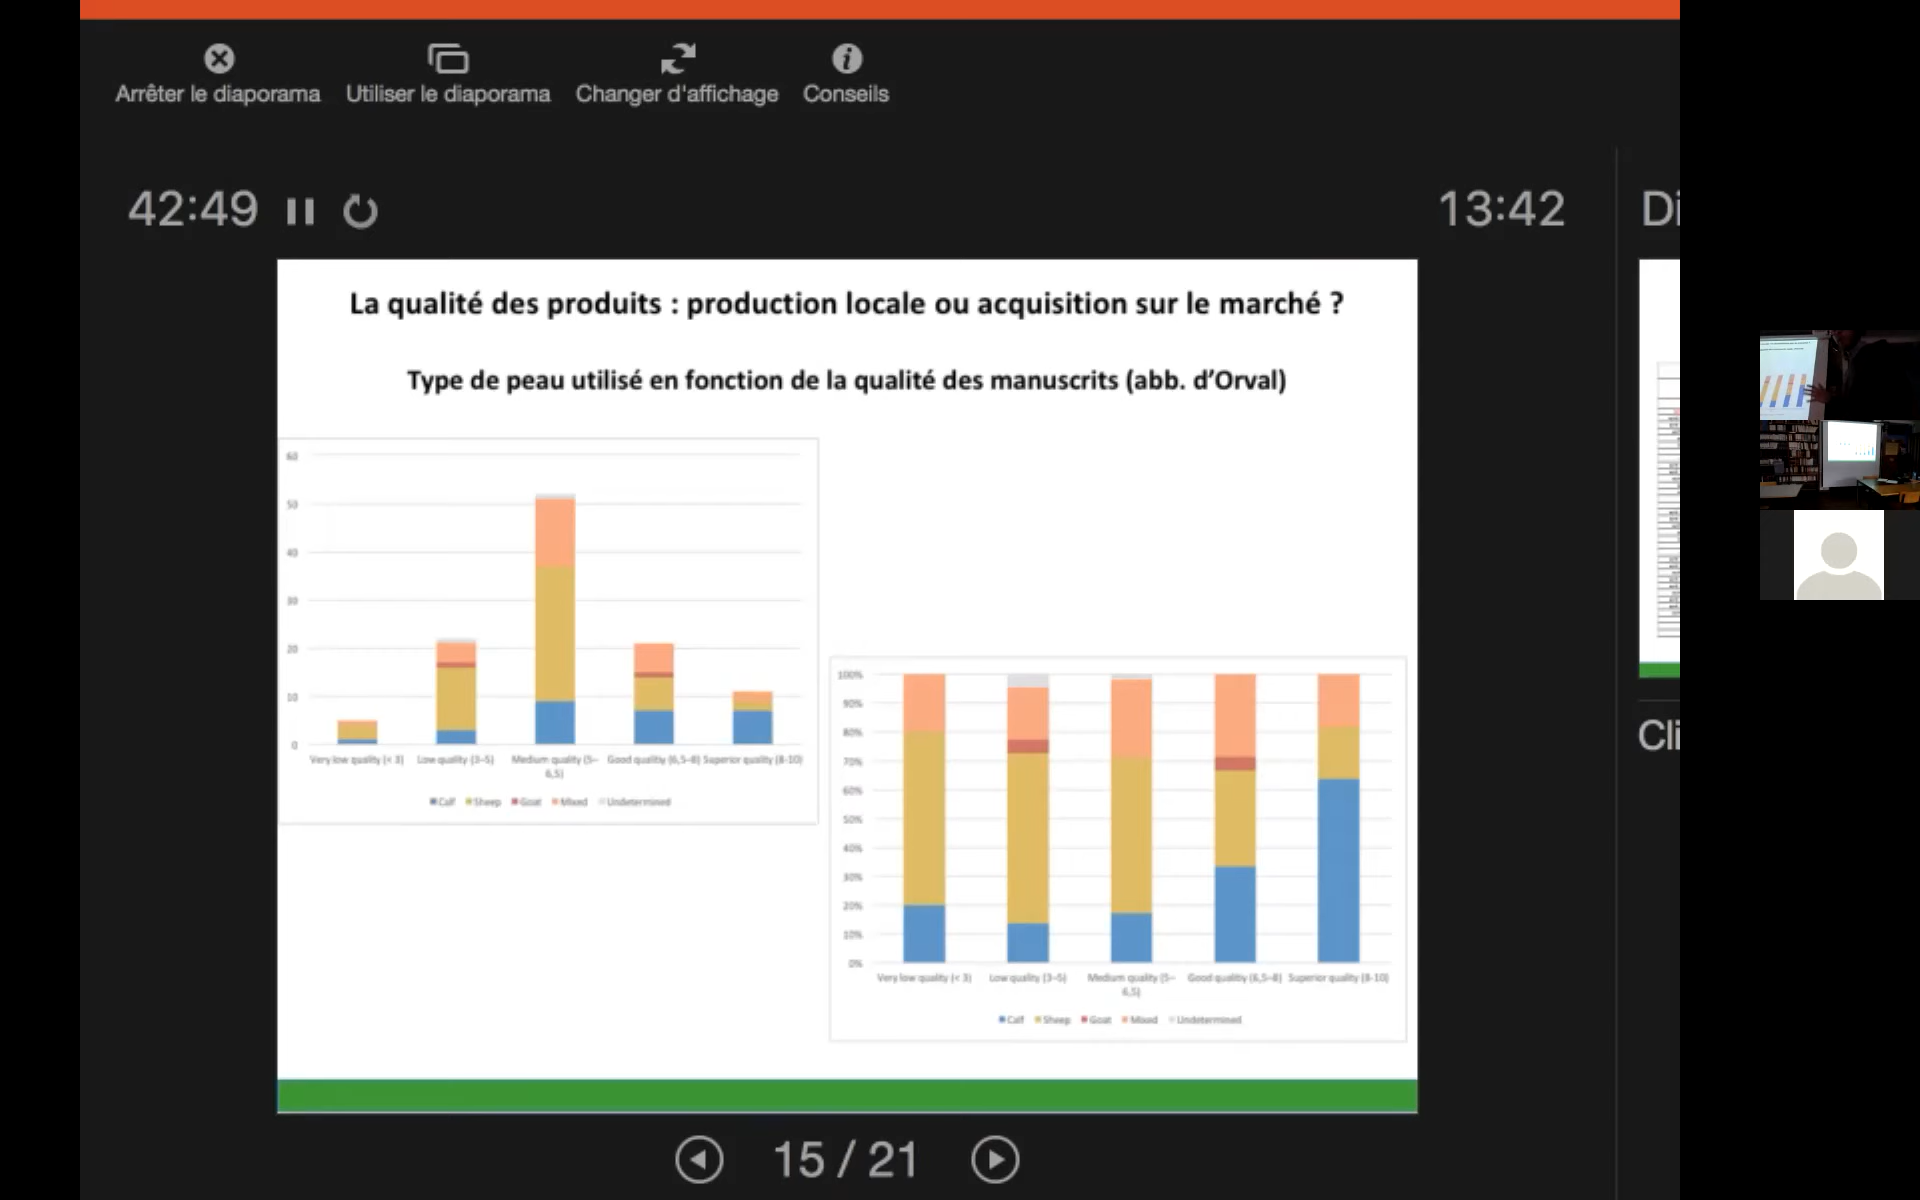 Arrêter le diaporama
Utiliser le diaporama
Changer d'affichage
Conseils
42:49
13:42
Di
La qualité des produits : production locale ou acquisition sur le marché ?
Type de peau utilisé en fonction de la qualité des manuscrits (abb. d'Orval)
60
50
40
30
20
10
0
Very low quality (< 3)
Low quality (3-5)
Medium quality (5-
6,5)
Good qualitiy (6,5-8)
Superior quality (8-10)
Calf
Sheep
Goat
Mixed
Undetermined
100%
90%
80%
70%
60%
50%
40%
30%
20%
10%
0%
Very low quality (< 3)
Low quality (3-5)
Medium quality (5-
6,5)
Good qualitiy (6,5-8)
Superior quality (8-10)
Calf
Sheep
Goat
Mixed
Undetermined
Cli
15 / 21